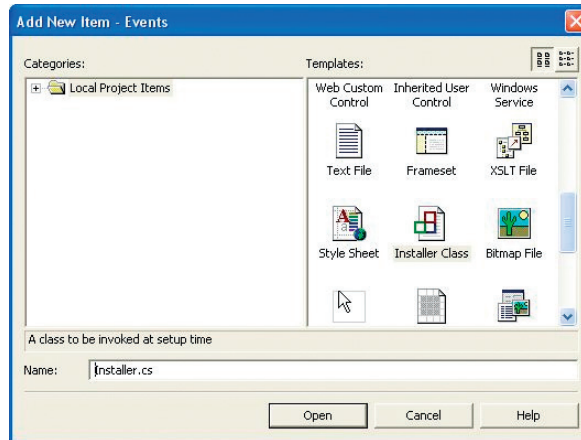 Add New Item - Events
Categories:
Templates:
Local Project Items
Web Custom Control
Inherited User Control
Windows Service
Text File
Frameset
XSLT File
Style Sheet
Installer Class
Bitmap File
A class to be invoked at setup time
Name:
Installer.cs
Open
Cancel
Help